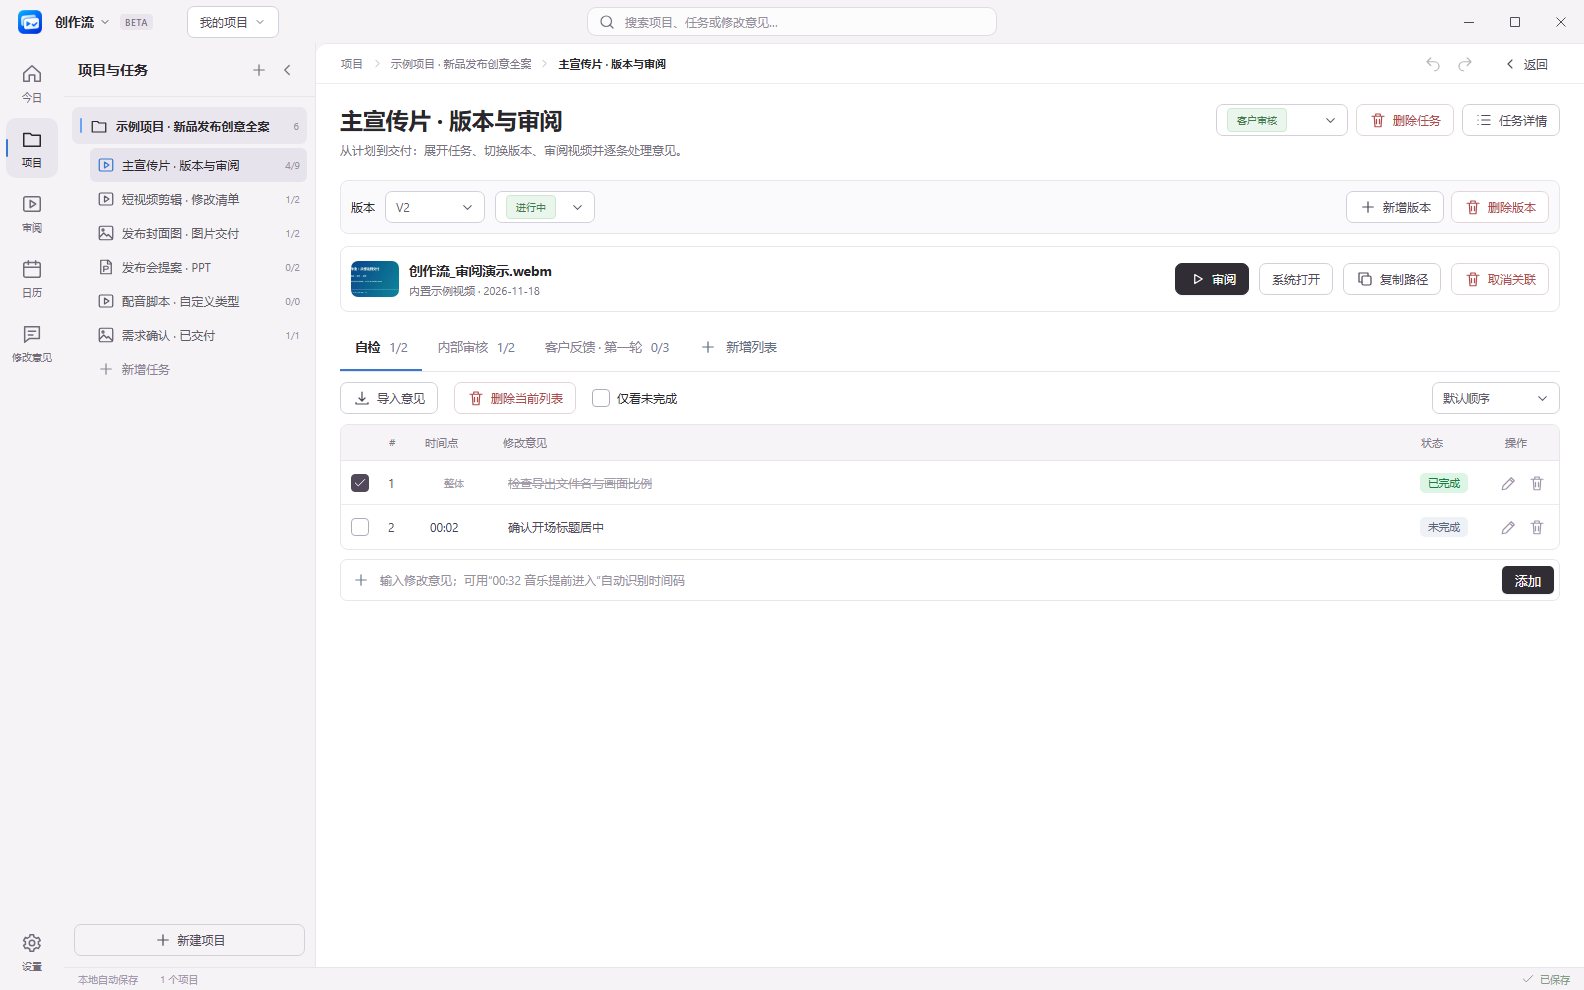 创作流 BETA 我的项目 搜索项目、任务或修改意见...
今日
项目
审阅
日历
修改意见
设置
项目与任务
示例项目 · 新品发布创意全案 6
主宣传片 · 版本与审阅 4/9
短视频剪辑 · 修改清单 1/2
发布封面图 · 图片交付 1/2
发布会提案 · PPT 0/2
配音脚本 · 自定义类型 0/0
需求确认 · 已交付 1/1
新增任务
新建项目
项目 示例项目 · 新品发布创意全案 主宣传片 · 版本与审阅 返回
主宣传片 · 版本与审阅 客户审核 删除任务 任务详情
从计划到交付：展开任务、切换版本、审阅视频并逐条处理意见。
版本 V2 进行中 新增版本 删除版本
创作流_审阅演示.webm
内置示例视频 · 2026-11-18
审阅 系统打开 复制路径 取消关联
自检 1/2 内部审核 1/2 客户反馈 · 第一轮 0/3 新增列表
导入意见 删除当前列表 仅看未完成 默认顺序
# 时间点 修改意见 状态 操作
1 整体 检查导出文件名与画面比例 已完成
2 00:02 确认开场标题居中 未完成
输入修改意见；可用“00:32 音乐提前进入”自动识别时间码 添加
本地自动保存 1 个项目 已保存